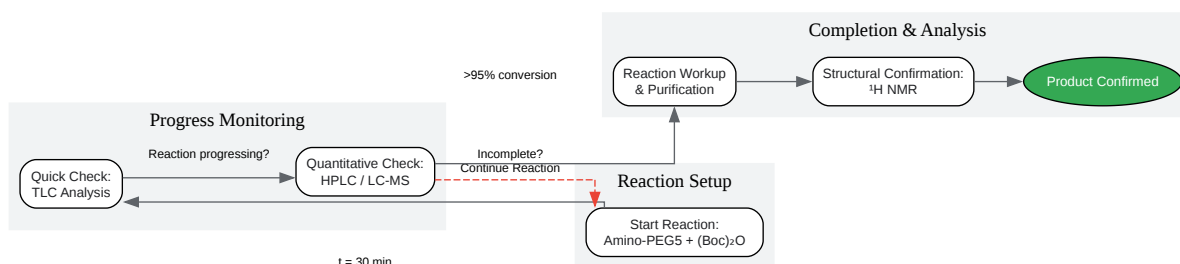 Completion & Analysis
>95% conversion
Reaction Workup
& Purification
Structural Confirmation:
¹H NMR
Product Confirmed
Progress Monitoring
Reaction progressing?
Quick Check:
TLC Analysis
Quantitative Check:
HPLC / LC-MS
Incomplete?
Continue Reaction
Reaction Setup
Start Reaction:
Amino-PEG5 + (Boc)₂O
t = 30 min